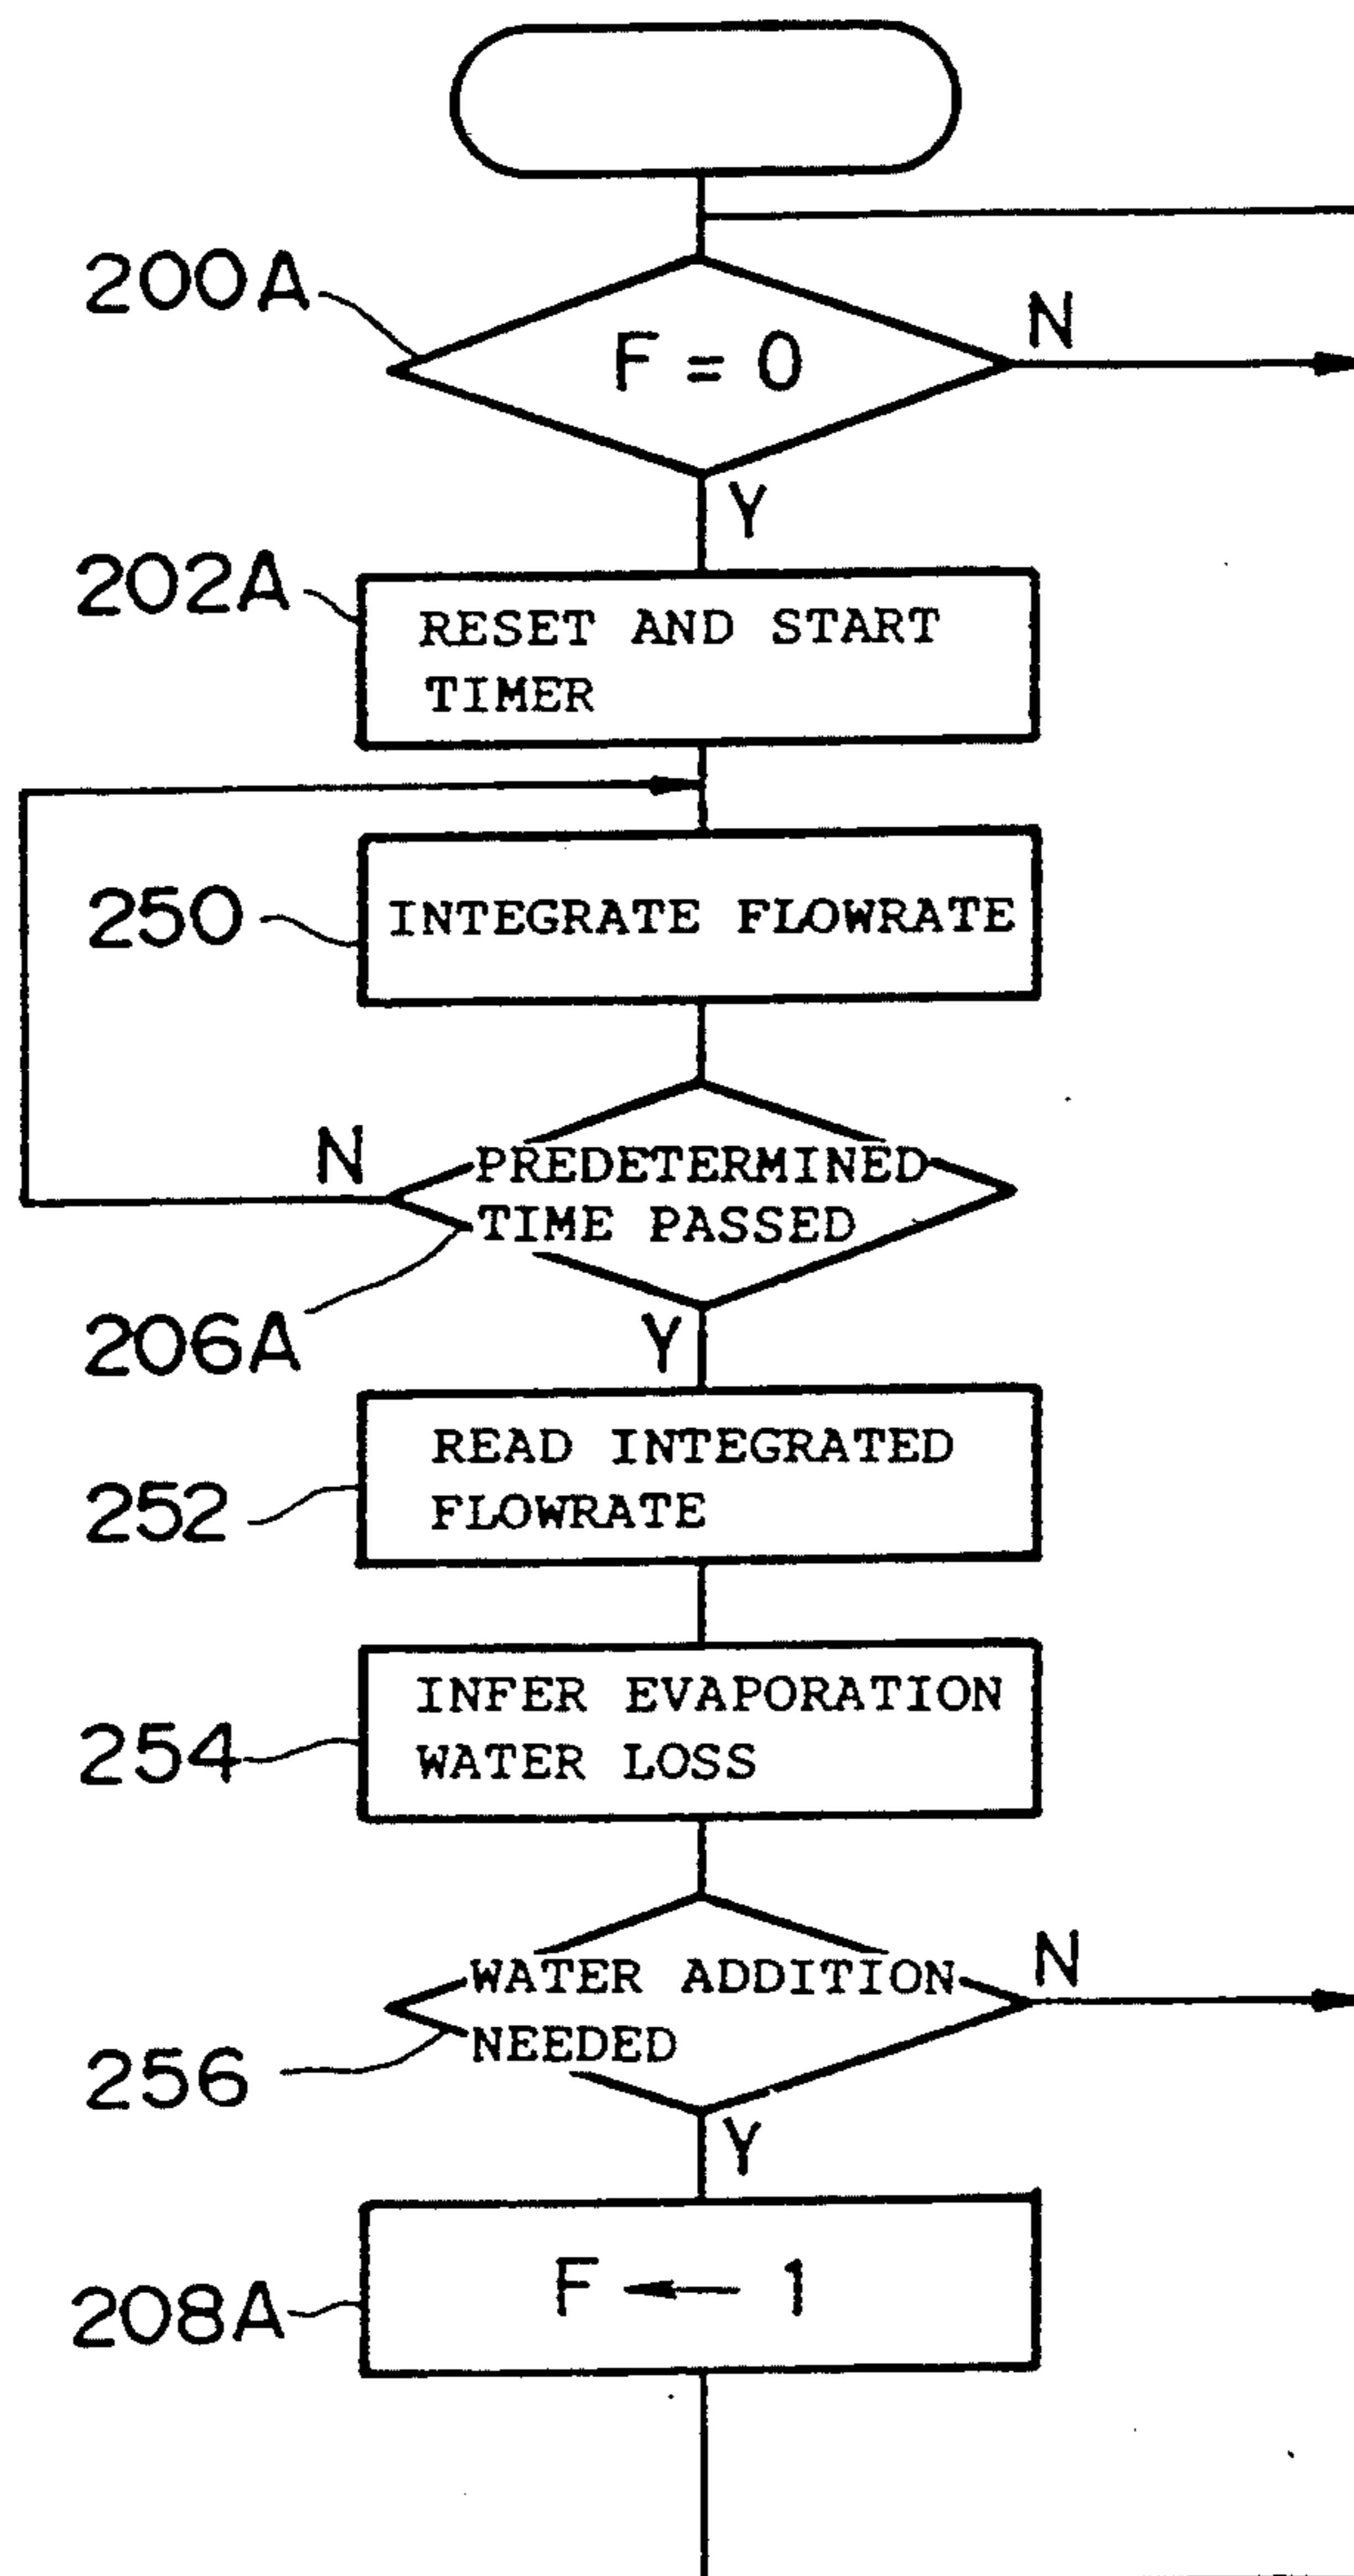 200A
F = 0
N
Y
202A
RESET AND START
TIMER
250
INTEGRATE FLOWRATE
N
PREDETERMINED
TIME PASSED
206A
Y
252
READ INTEGRATED
FLOWRATE
254
INFER EVAPORATION
WATER LOSS
N
WATER ADDITION
NEEDED
256
Y
208A
F ← 1